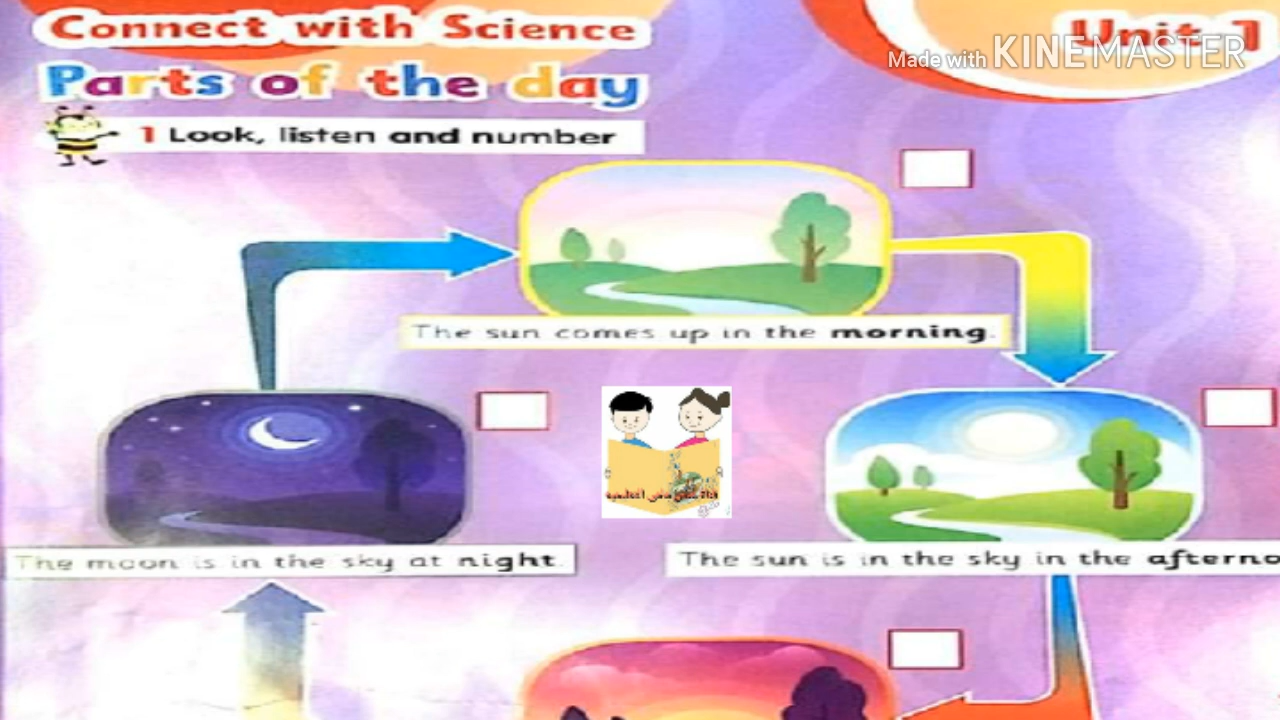 Connect with Science
Unit 1
Made with KINEMASTER
Parts of the day
1 Look, listen and number
The sun comes up in the morning.
The moon is in the sky at night.
The sun is in the sky in the afterno